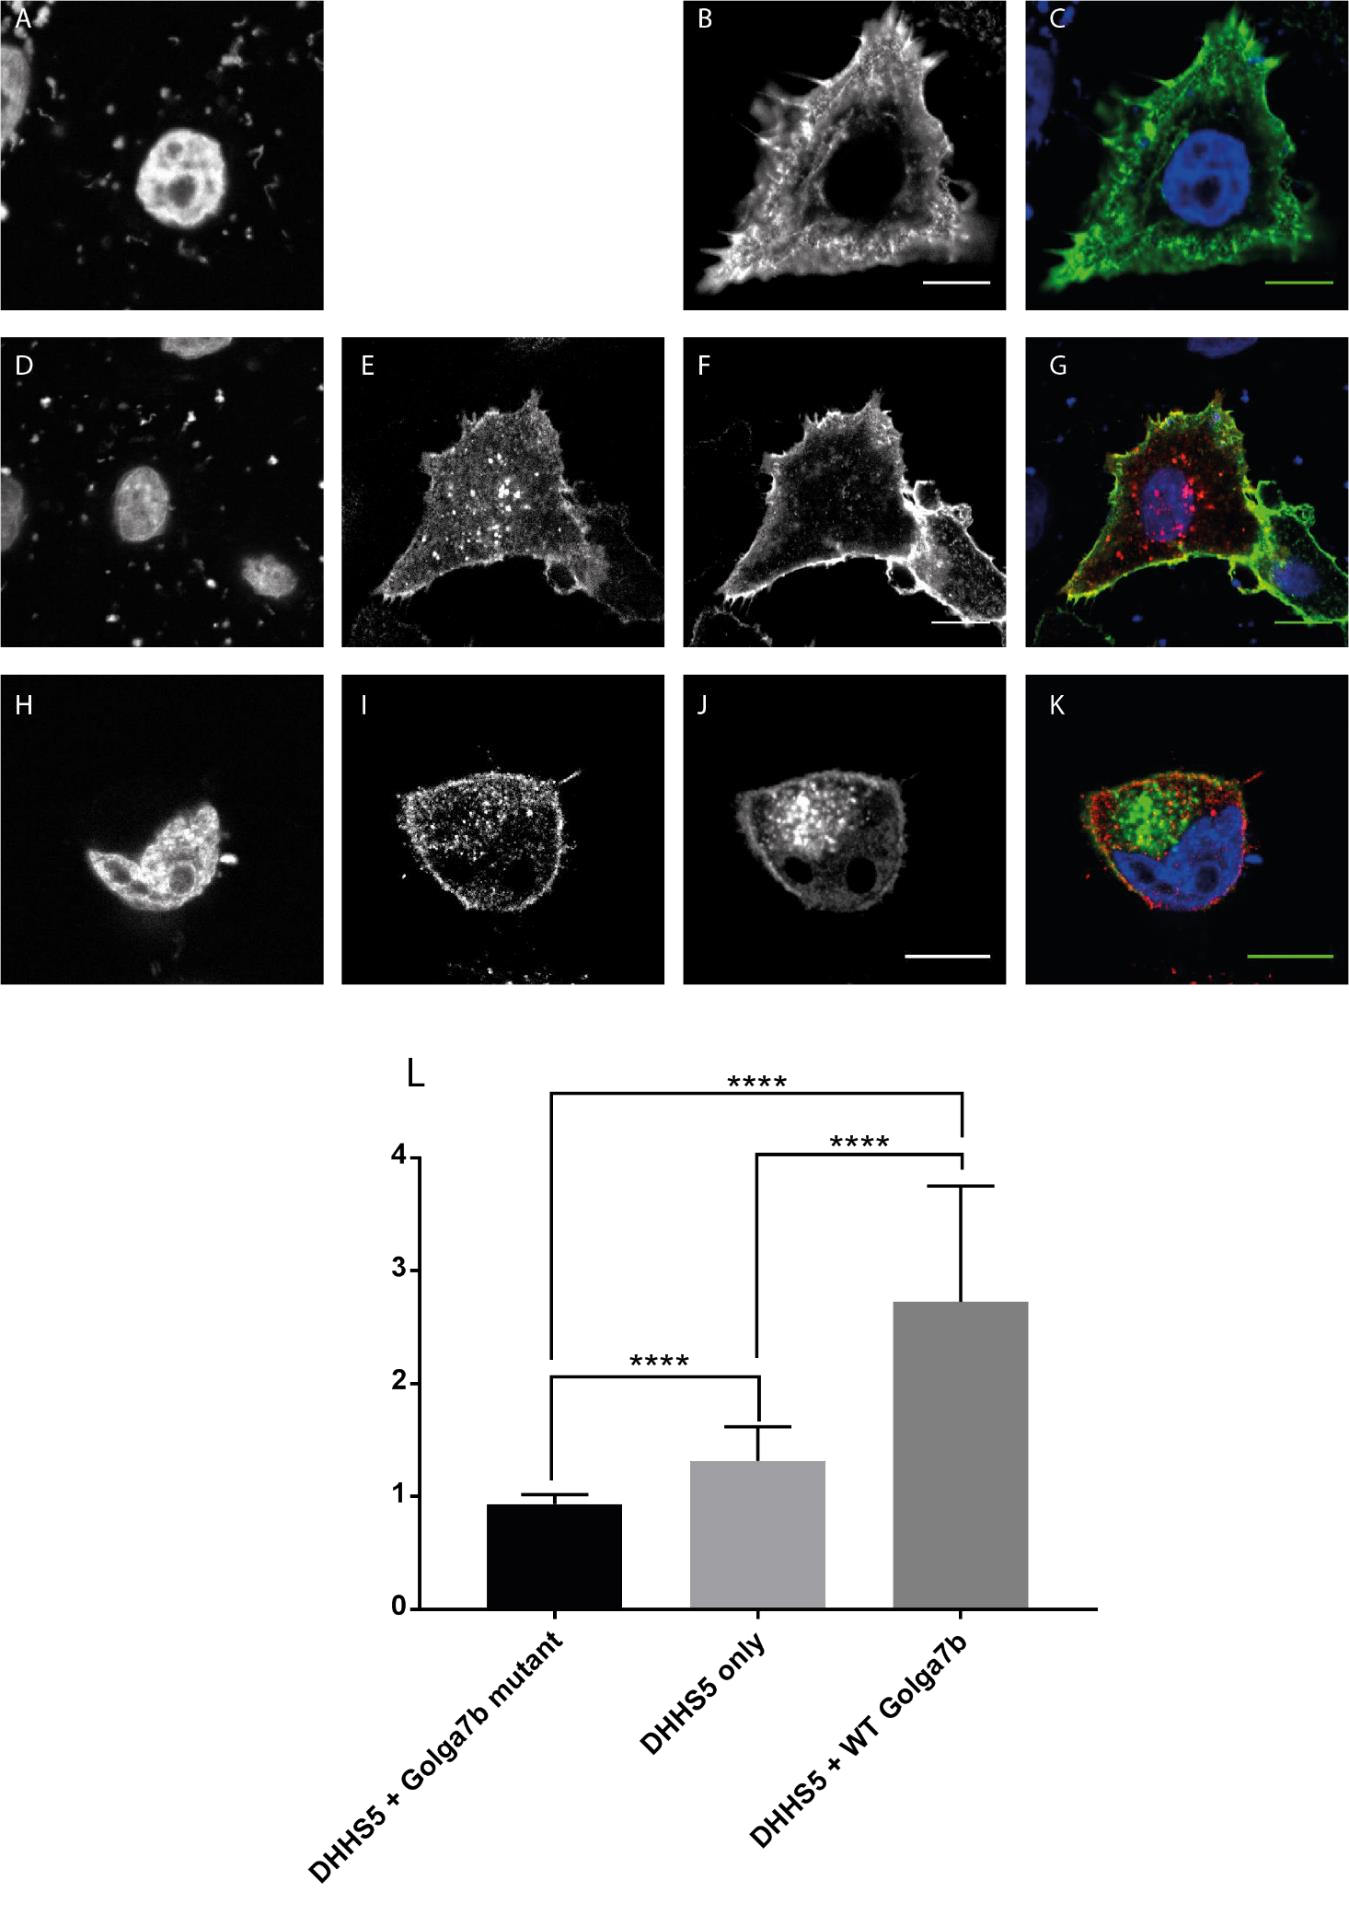 A
B
C
D
E
F
G
H
I
J
K
L
****
****
4
3
****
2
1
0
DHHS5 + Golga7b mutant
DHHS5 only
DHHS5 + WT Golga7b